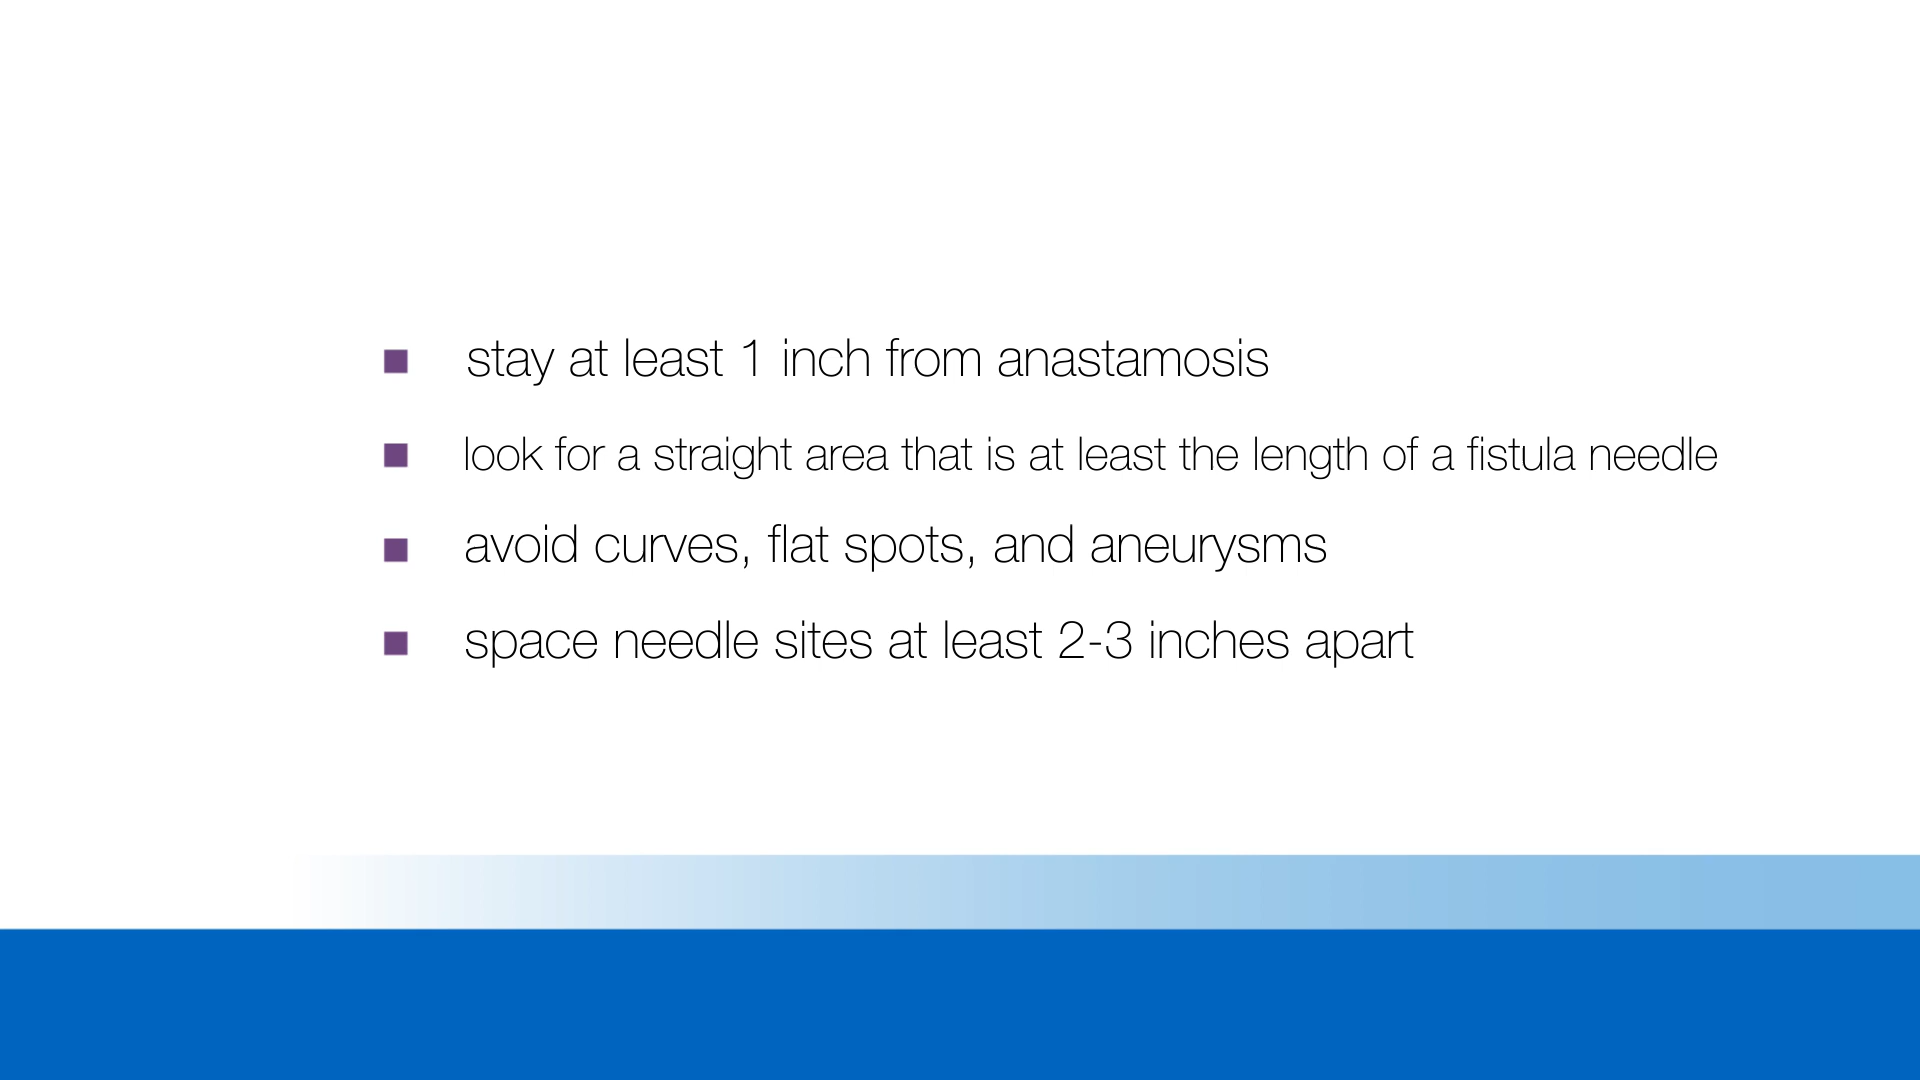 stay at least 1 inch from anastamosis
look for a straight area that is at least the length of a fistula needle
avoid curves, flat spots, and aneurysms
space needle sites at least 2-3 inches apart